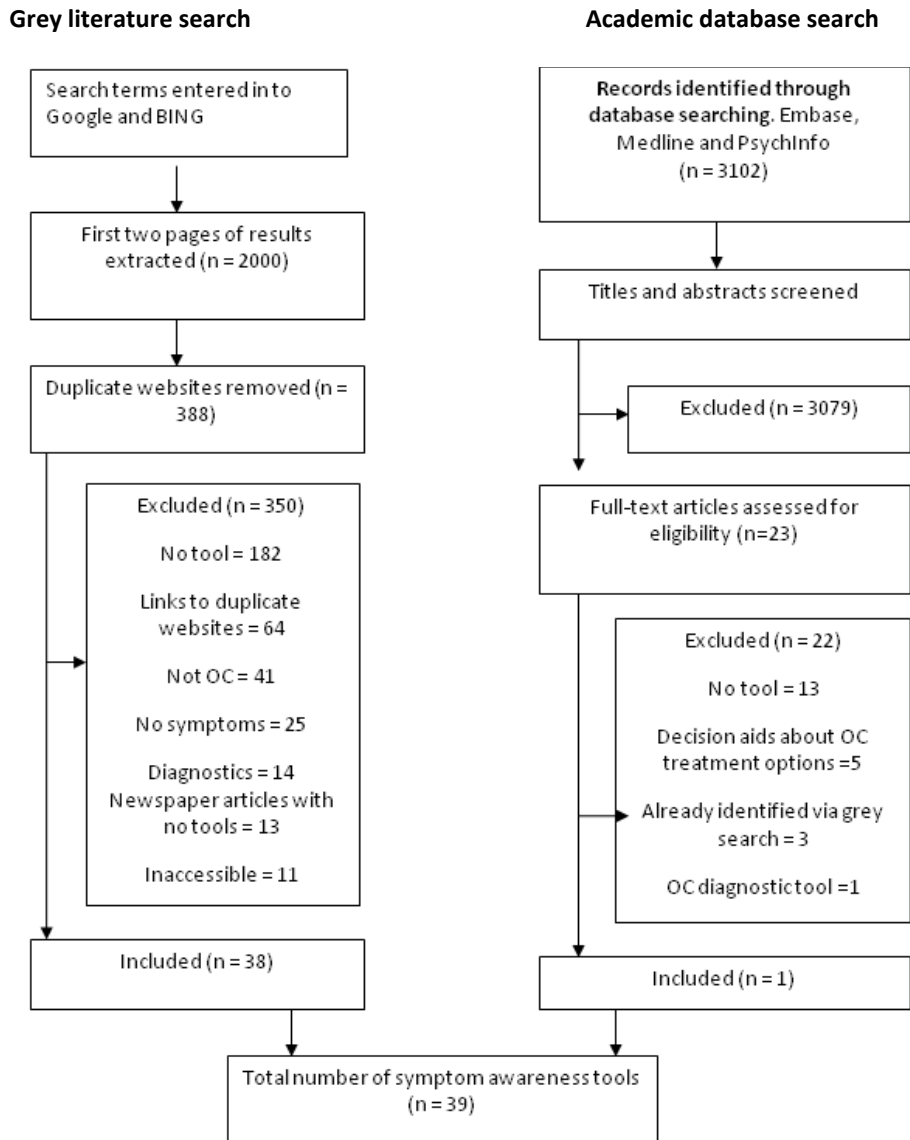 Grey literature search
Academic database search
Search terms entered in to
Google and BING
First two pages of results
extracted (n = 2000)
Duplicate websites removed (n =
388)
Excluded (n = 350)
No tool = 182
Links to duplicate
websites = 64
Not OC = 41
No symptoms = 25
Diagnostics = 14
Newspaper articles with
no tools = 13
Inaccessible = 11
Included (n = 38)
Records identified through
database searching. Embase,
Medline and PsychInfo
(n = 3102)
Titles and abstracts screened
Excluded (n = 3079)
Full-text articles assessed for
eligibility (n=23)
Excluded (n = 22)
No tool = 13
Decision aids about OC
treatment options =5
Already identified via grey
search = 3
OC diagnostic tool =1
Included (n = 1)
Total number of symptom awareness tools
(n = 39)